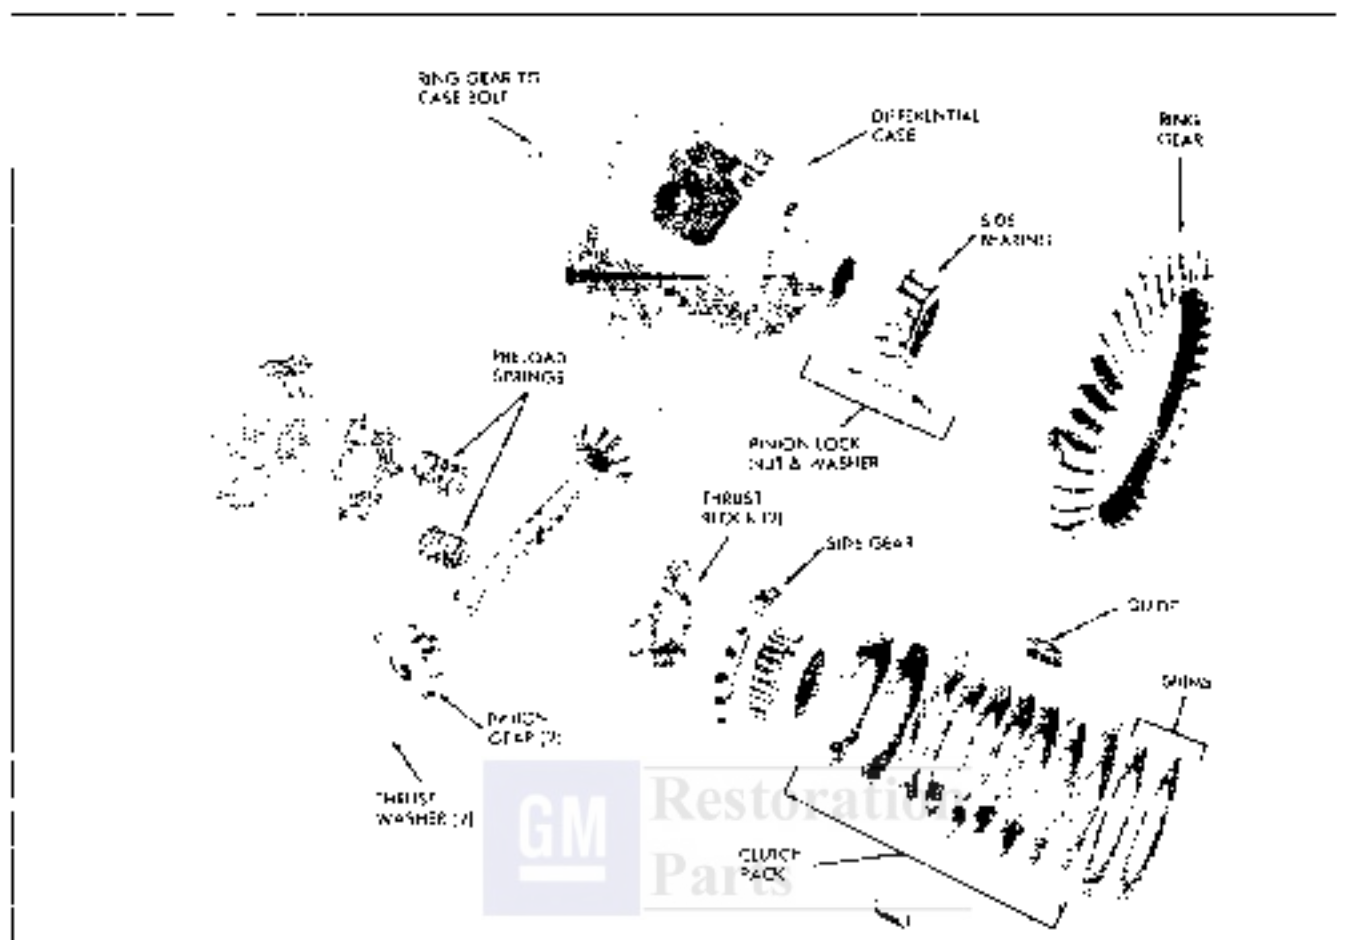 RING GEAR TO
CASE BOLT
DIFFERENTIAL
CASE
RING
GEAR
SIDE
BEARING
PRELOAD
SPRINGS
PINION LOCK
NUT & WASHER
THRUST
BLOCK (2)
SIDE GEAR
GUIDE
PINION
GEAR (2)
THRUST
WASHER (2)
CLUTCH
PACK
GM
Restoration
Parts